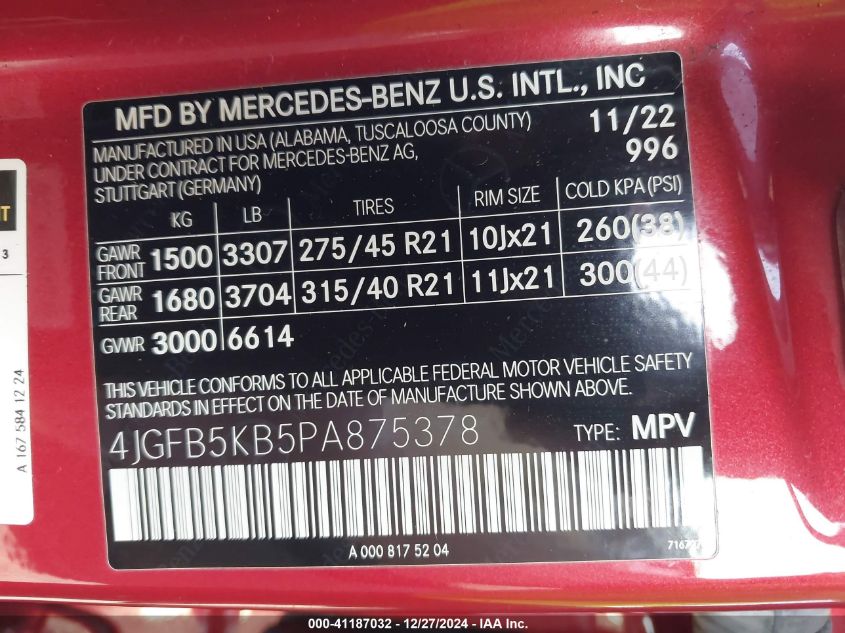 MFD BY MERCEDES-BENZ U.S. INTL., INC
MANUFACTURED IN USA (ALABAMA, TUSCALOOSA COUNTY) 11/22
UNDER CONTRACT FOR MERCEDES-BENZ AG, 996
STUTTGART (GERMANY)
KG LB TIRES RIM SIZE COLD KPA (PSI)
GAWR FRONT 1500 3307 275/45 R21 10Jx21 260(38)
GAWR REAR 1680 3704 315/40 R21 11Jx21 300(44)
GVWR 3000 6614
THIS VEHICLE CONFORMS TO ALL APPLICABLE FEDERAL MOTOR VEHICLE SAFETY
STANDARDS IN EFFECT ON THE DATE OF MANUFACTURE SHOWN ABOVE.
4JGFB5KB5PA875378 TYPE: MPV
A 000 817 52 04
A 167 584 12 24
3
000-41187032 - 12/27/2024 - IAA Inc.